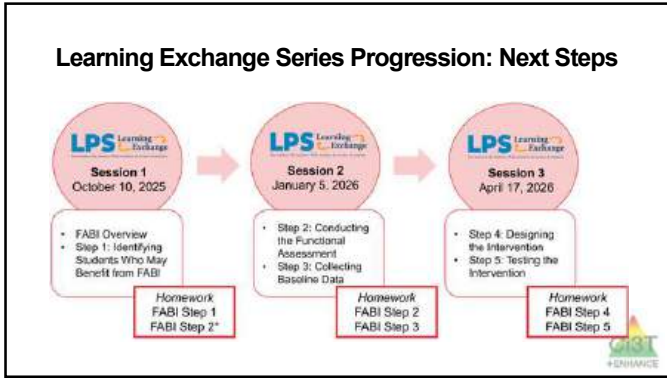 Learning Exchange Series Progression: Next Steps
LPS Learning Exchange
Session 1
October 10, 2025
• FABI Overview
• Step 1: Identifying
Students Who May
Benefit from FABI
Homework
FABI Step 1
FABI Step 2*
LPS Learning Exchange
Session 2
January 5, 2026
• Step 2: Conducting
the Functional
Assessment
• Step 3: Collecting
Baseline Data
Homework
FABI Step 2
FABI Step 3
LPS Learning Exchange
Session 3
April 17, 2026
• Step 4: Designing
the Intervention
• Step 5: Testing the
Intervention
Homework
FABI Step 4
FABI Step 5
Ci3T
+ENHANCE